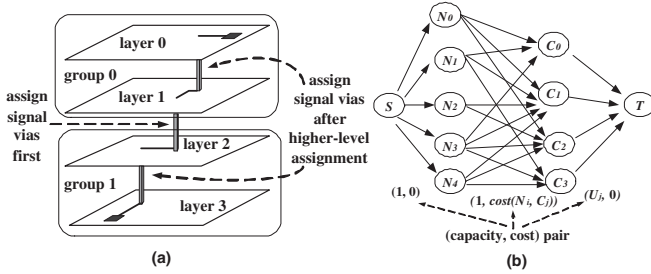 layer 0
group 0
layer 1
assign
signal
vias
first
assign
signal vias
after
higher-level
assignment
layer 2
group 1
layer 3
(a)
N0
N1
N2
N3
N4
S
C0
C1
C2
C3
T
(1, 0)
(1, cost(Ni, Cj))
(Uj, 0)
(capacity, cost) pair
(b)